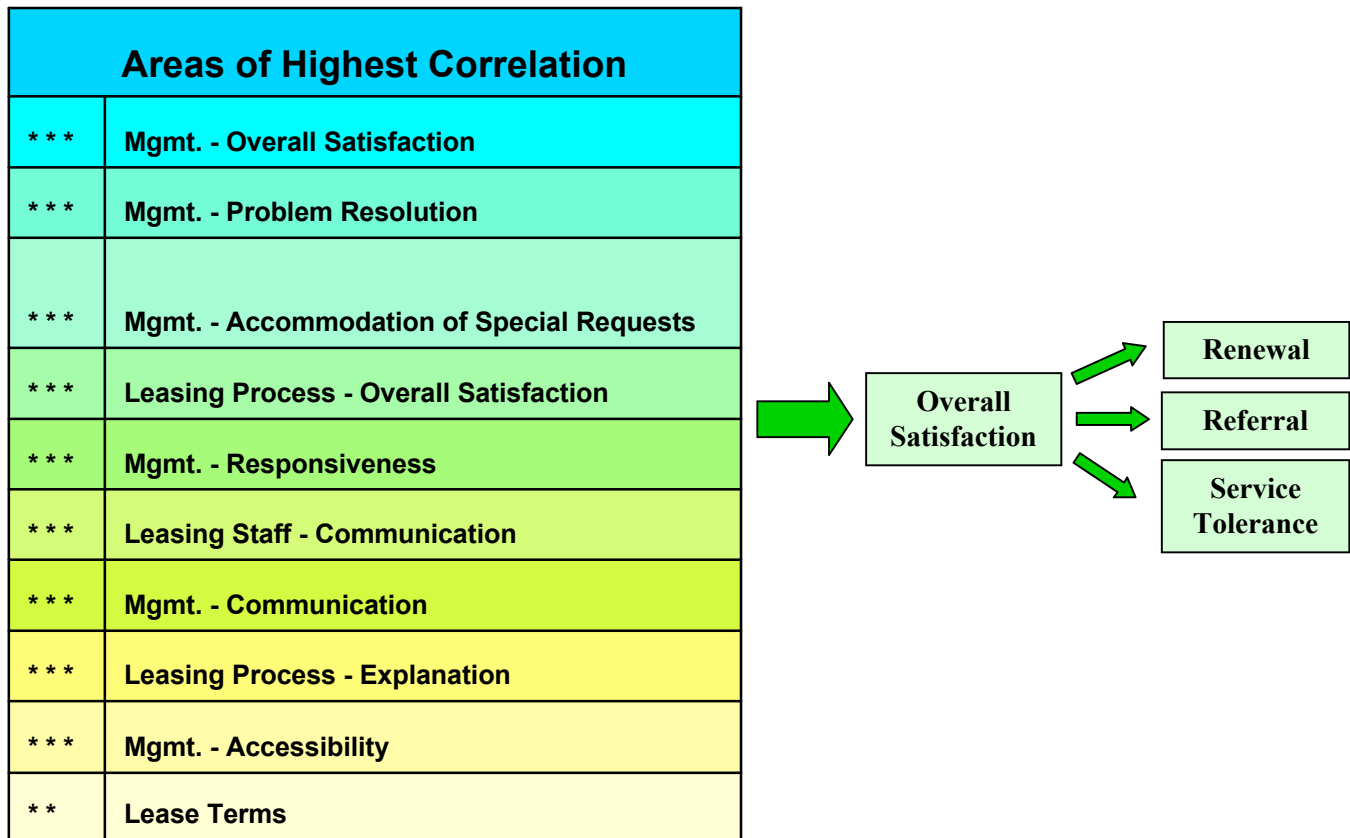 Areas of Highest Correlation
* * * Mgmt. - Overall Satisfaction
* * * Mgmt. - Problem Resolution
* * * Mgmt. - Accommodation of Special Requests
* * * Leasing Process - Overall Satisfaction
* * * Mgmt. - Responsiveness
* * * Leasing Staff - Communication
* * * Mgmt. - Communication
* * * Leasing Process - Explanation
* * * Mgmt. - Accessibility
* * Lease Terms
Overall
Satisfaction
Renewal
Referral
Service
Tolerance